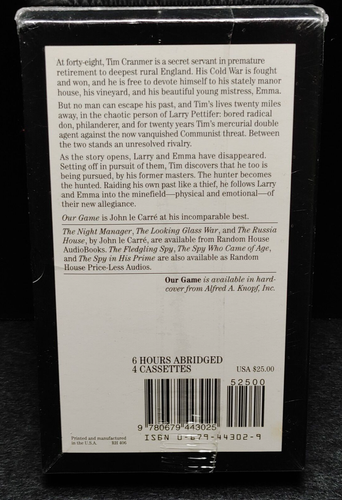 At forty-eight, Tim Cranmer is a secret servant in premature
retirement to deepest rural England. His Cold War is fought
and won, and he is free to devote himself to his stately manor
house, his vineyard, and his beautiful young mistress, Emma.
But no man can escape his past, and Tim's lives twenty miles
away, in the chaotic person of Larry Pettifer: bored radical
don, philanderer, and for twenty years Tim's mercurial double
agent against the now vanquished Communist threat. Between
the two stands an unresolved rivalry.
As the story opens, Larry and Emma have disappeared.
Setting off in pursuit of them, Tim discovers that he too is
being pursued, by his former masters. The hunter becomes
the hunted. Raiding his own past like a thief, he follows Larry
and Emma into the minefield—physical and emotional—of
their new allegiance.
Our Game is John le Carré at his incomparable best.
The Night Manager, The Looking Glass War, and The Russia
House, by John le Carré, are available from Random House
AudioBooks. The Fledgling Spy, The Spy Who Came of Age,
and The Spy in His Prime are also available as Random
House Price-Less Audios.
Our Game is available in hard-
cover from Alfred A. Knopf, Inc.
6 HOURS ABRIDGED
4 CASSETTES
USA $25.00
52500
9 780679 443025
Printed and manufactured
in the U.S.A.
RH 406
ISBN 0-679-44302-9